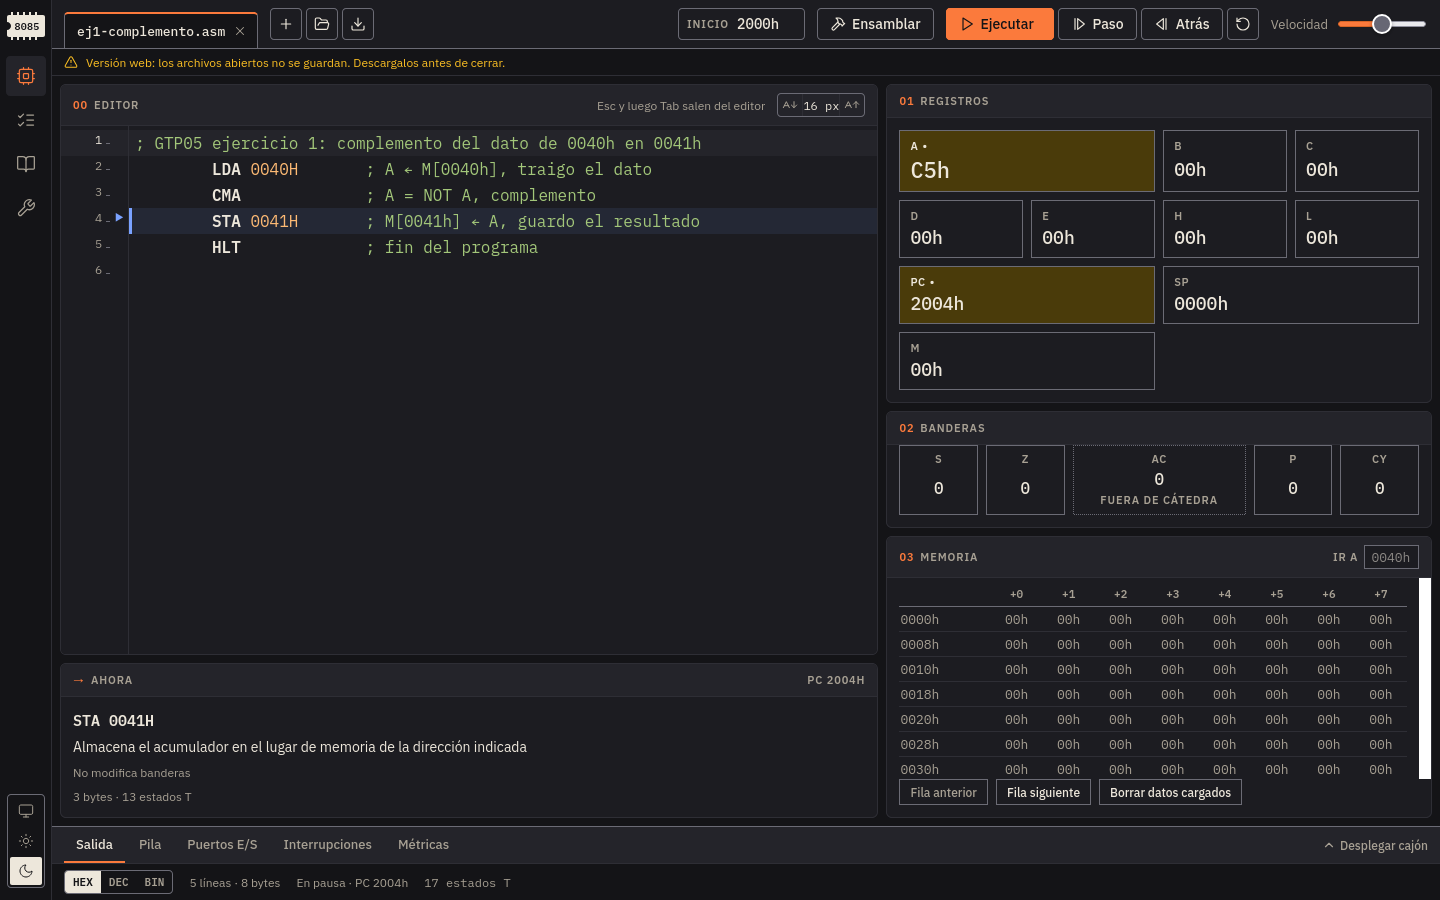 8085
ej1-complemento.asm
INICIO 2000h
Ensamblar
Ejecutar
Paso
Atrás
Velocidad
Versión web: los archivos abiertos no se guardan. Descargalos antes de cerrar.
00 EDITOR
Esc y luego Tab salen del editor
A↓ 16 px A↑
1 ; GTP05 ejercicio 1: complemento del dato de 0040h en 0041h
2 LDA 0040H ; A ← M[0040h], traigo el dato
3 CMA ; A = NOT A, complemento
4 STA 0041H ; M[0041h] ← A, guardo el resultado
5 HLT ; fin del programa
6
→ AHORA
PC 2004H
STA 0041H
Almacena el acumulador en el lugar de memoria de la dirección indicada
No modifica banderas
3 bytes · 13 estados T
01 REGISTROS
A •
C5h
B
00h
C
00h
D
00h
E
00h
H
00h
L
00h
PC •
2004h
SP
0000h
M
00h
02 BANDERAS
S
0
Z
0
AC
0
FUERA DE CÁTEDRA
P
0
CY
0
03 MEMORIA
IR A 0040h
+0 +1 +2 +3 +4 +5 +6 +7
0000h 00h 00h 00h 00h 00h 00h 00h 00h
0008h 00h 00h 00h 00h 00h 00h 00h 00h
0010h 00h 00h 00h 00h 00h 00h 00h 00h
0018h 00h 00h 00h 00h 00h 00h 00h 00h
0020h 00h 00h 00h 00h 00h 00h 00h 00h
0028h 00h 00h 00h 00h 00h 00h 00h 00h
0030h 00h 00h 00h 00h 00h 00h 00h 00h
Fila anterior
Fila siguiente
Borrar datos cargados
Salida
Pila
Puertos E/S
Interrupciones
Métricas
Desplegar cajón
HEX DEC BIN
5 líneas · 8 bytes
En pausa · PC 2004h
17 estados T